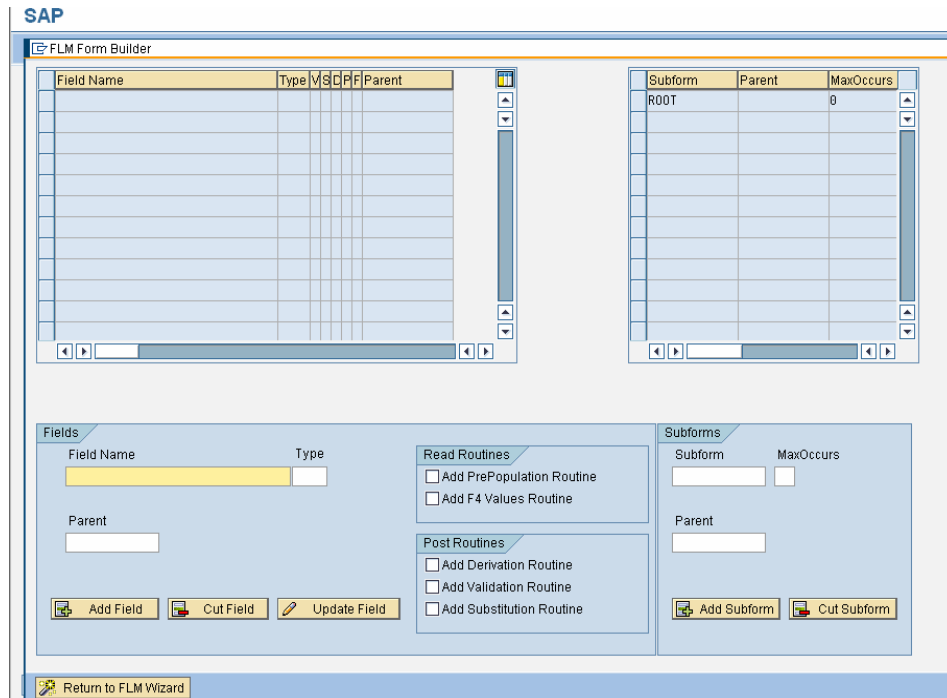 SAP
FLM Form Builder
Field Name Type V S D P F Parent
Subform Parent MaxOccurs
ROOT 0
Fields
Field Name Type
Parent
Add Field Cut Field Update Field
Read Routines
Add PrePopulation Routine
Add F4 Values Routine
Post Routines
Add Derivation Routine
Add Validation Routine
Add Substitution Routine
Subforms
Subform MaxOccurs
Parent
Add Subform Cut Subform
Return to FLM Wizard